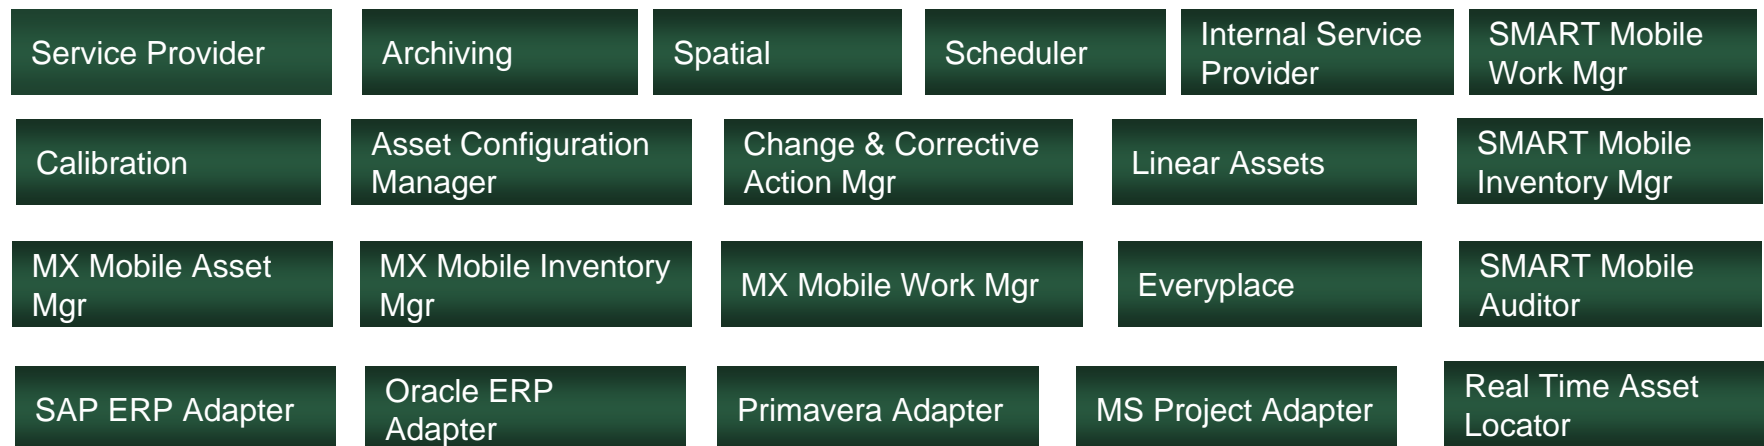 Service Provider
Archiving
Spatial
Scheduler
Internal Service
Provider
SMART Mobile
Work Mgr
Calibration
Asset Configuration
Manager
Change & Corrective
Action Mgr
Linear Assets
SMART Mobile
Inventory Mgr
MX Mobile Asset
Mgr
MX Mobile Inventory
Mgr
MX Mobile Work Mgr
Everyplace
SMART Mobile
Auditor
SAP ERP Adapter
Oracle ERP
Adapter
Primavera Adapter
MS Project Adapter
Real Time Asset
Locator